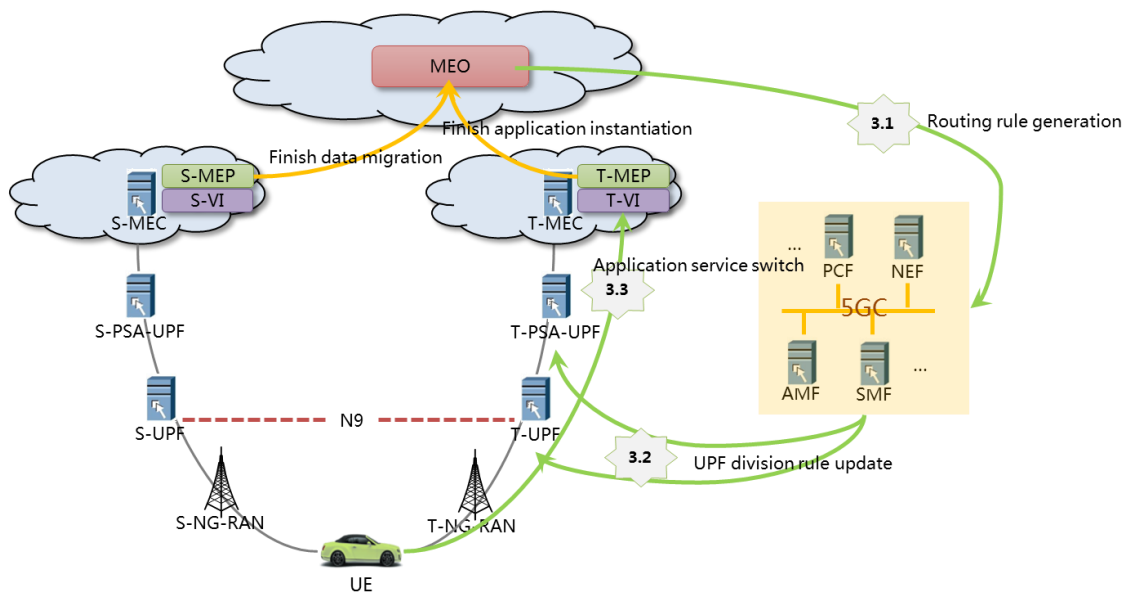 MEO
3.1
Routing rule generation
Finish application instantiation
Finish data migration
S-MEP
S-VI
S-MEC
T-MEP
T-VI
T-MEC
...
PCF
NEF
Application service switch
3.3
5GC
S-PSA-UPF
T-PSA-UPF
AMF
SMF
...
S-UPF
N9
T-UPF
3.2
UPF division rule update
S-NG-RAN
T-NG-RAN
UE